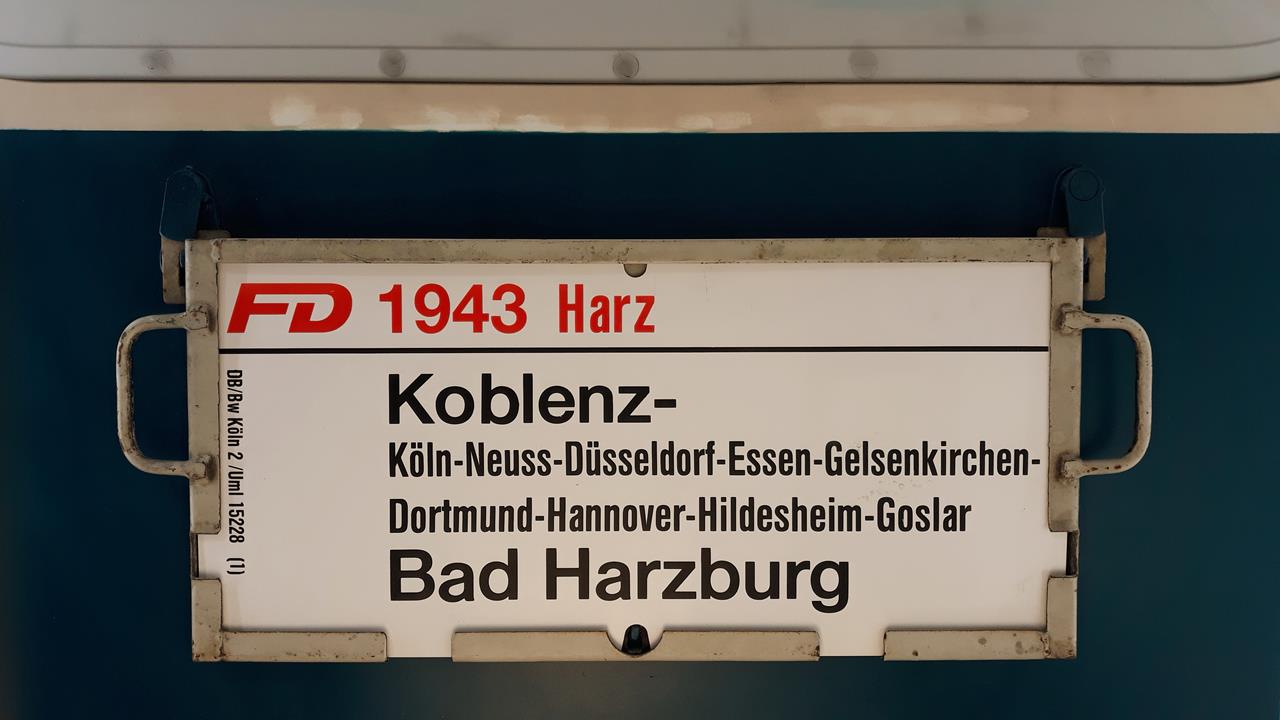 FD 1943 Harz
Koblenz-
Köln-Neuss-Düsseldorf-Essen-Gelsenkirchen-
Dortmund-Hannover-Hildesheim-Goslar
Bad Harzburg
DB/Bw Köln 2 /Uml 15228 (1)